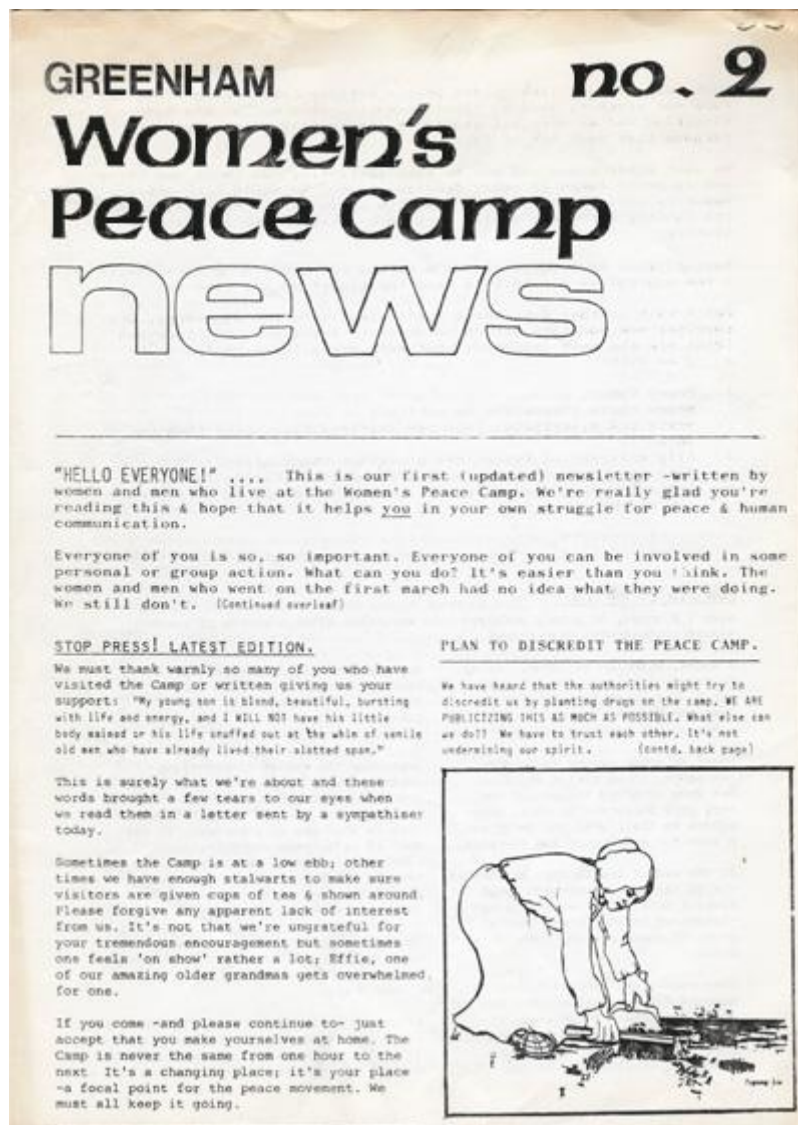 GREENHAM no. 2
Women's
Peace Camp
news
"HELLO EVERYONE!" .... This is our first (updated) newsletter -written by
women and men who live at the Women's Peace Camp. We're really glad you're
reading this & hope that it helps you in your own struggle for peace & human
communication.
Everyone of you is so, so important. Everyone of you can be involved in some
personal or group action. What can you do? It's easier than you think. The
women and men who went on the first march had no idea what they were doing.
We still don't. (Continued overleaf)
STOP PRESS! LATEST EDITION.
We must thank warmly so many of you who have
visited the Camp or written giving us your
support: "My young son is blond, beautiful, bursting
with life and energy, and I WILL NOT have his little
body maimed or his life snuffed out at the whim of senile
old men who have already lived their alotted span."
This is surely what we're about and these
words brought a few tears to our eyes when
we read them in a letter sent by a sympathiser
today.
Sometimes the Camp is at a low ebb; other
times we have enough stalwarts to make sure
visitors are given cups of tea & shown around.
Please forgive any apparent lack of interest
from us. It's not that we're ungrateful for
your tremendous encouragement but sometimes
one feels 'on show' rather a lot; Effie, one
of our amazing older grandmas gets overwhelmed,
for one.
If you come -and please continue to- just
accept that you make yourselves at home. The
Camp is never the same from one hour to the
next It's a changing place; it's your place
-a focal point for the peace movement. We
must all keep it going.
PLAN TO DISCREDIT THE PEACE CAMP.
We have heard that the authorities might try to
discredit us by planting drugs on the camp. WE ARE
PUBLICIZING THIS AS MUCH AS POSSIBLE. What else can
we do?? We have to trust each other. It's not
undermining our spirit. (contd. back page)